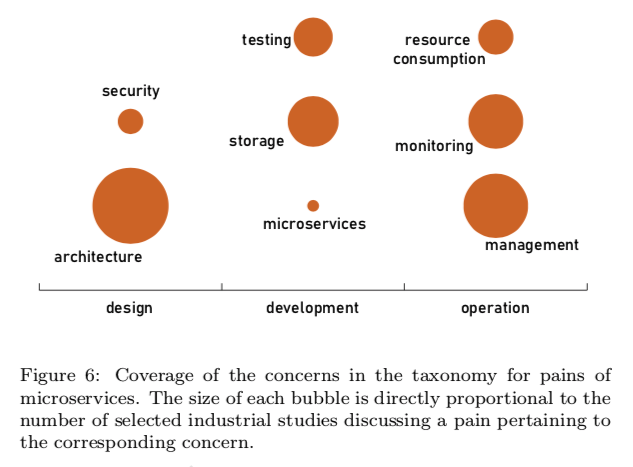 testing
resource
consumption
security
storage
monitoring
microservices
management
architecture
design
development
operation
Figure 6: Coverage of the concerns in the taxonomy for pains of
microservices. The size of each bubble is directly proportional to the
number of selected industrial studies discussing a pain pertaining to
the corresponding concern.